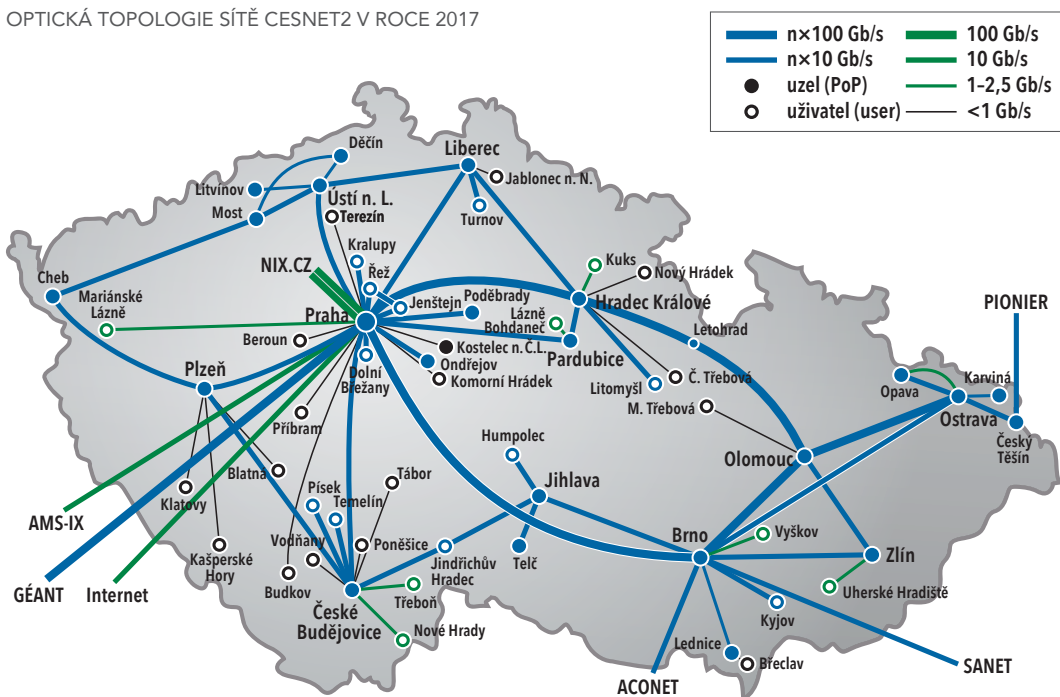 OPTICKÁ TOPOLOGIE SÍTĚ CESNET2 V ROCE 2017
n×100 Gb/s
100 Gb/s
n×10 Gb/s
10 Gb/s
uzel (PoP)
1–2,5 Gb/s
uživatel (user)
<1 Gb/s
Děčín
Liberec
Litvínov
Jablonec n. N.
Ústí n. L.
Most
Terezín
Turnov
Kralupy
NIX.CZ
Řež
Kuks
Nový Hrádek
Cheb
Mariánské
Lázně
Jenštejn
Poděbrady
Hradec Králové
PIONIER
Praha
Lázně
Bohdaneč
Letohrad
Beroun
Kostelec n.Č.L.
Pardubice
Plzeň
Dolní
Břežany
Ondřejov
Komorní Hrádek
Litomyšl
Č. Třebová
Opava
Karviná
Ostrava
Příbram
M. Třebová
Český
Těšín
Humpolec
Olomouc
Blatná
Tábor
Klatovy
Písek
Temelín
Jihlava
AMS-IX
Vodňany
Poněšice
Brno
Vyškov
Kašperské
Hory
Jindřichův
Hradec
Telč
Zlín
GÉANT
Internet
Budkov
České
Budějovice
Třeboň
Uherské Hradiště
Nové Hrady
Kyjov
Lednice
Břeclav
SANET
ACONET